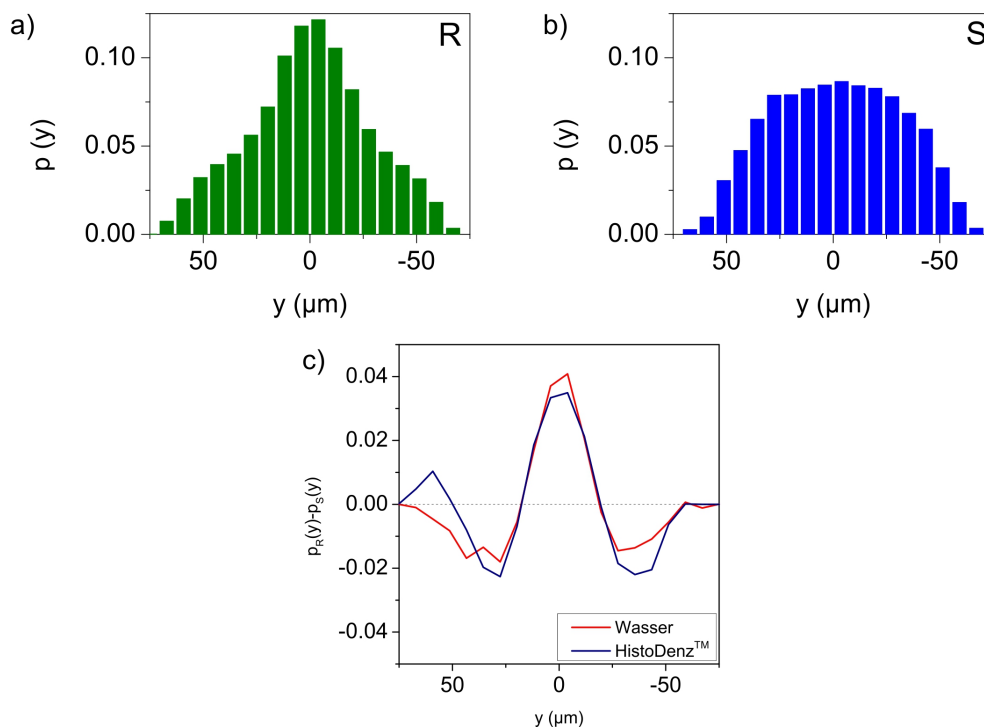 a)
R
0.10
0.05
0.00
p (y)
50
0
-50
y (µm)
b)
S
0.10
0.05
0.00
p (y)
50
0
-50
y (µm)
c)
0.04
0.02
0.00
-0.02
-0.04
p_R(y)-p_S(y)
Wasser
HistoDenz™
50
0
-50
y (µm)